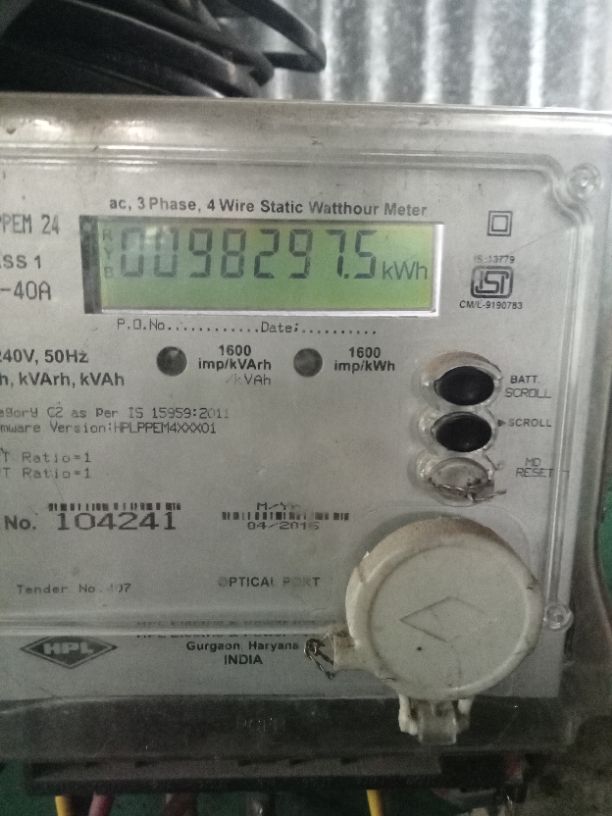 ac, 3 Phase, 4 Wire Static Watthour Meter
PPEM 24
SS 1
-40A
R
Y
B
0098297.5 kWh
IS:13779
ISI
CM/L-9190783
P.O.No............Date:..........
240V, 50Hz
h, kVArh, kVAh
1600
imp/kVArh
/kVAh
1600
imp/kWh
BATT.
SCROLL
SCROLL
MD
RESET
egory C2 as Per IS 15959:2011
mware Version:HPLPPEM4XXX01
T Ratio=1
T Ratio=1
No. 104241
04/2015
Tender No.
OPTICAL PORT
HPL
Gurgaon, Haryana
INDIA